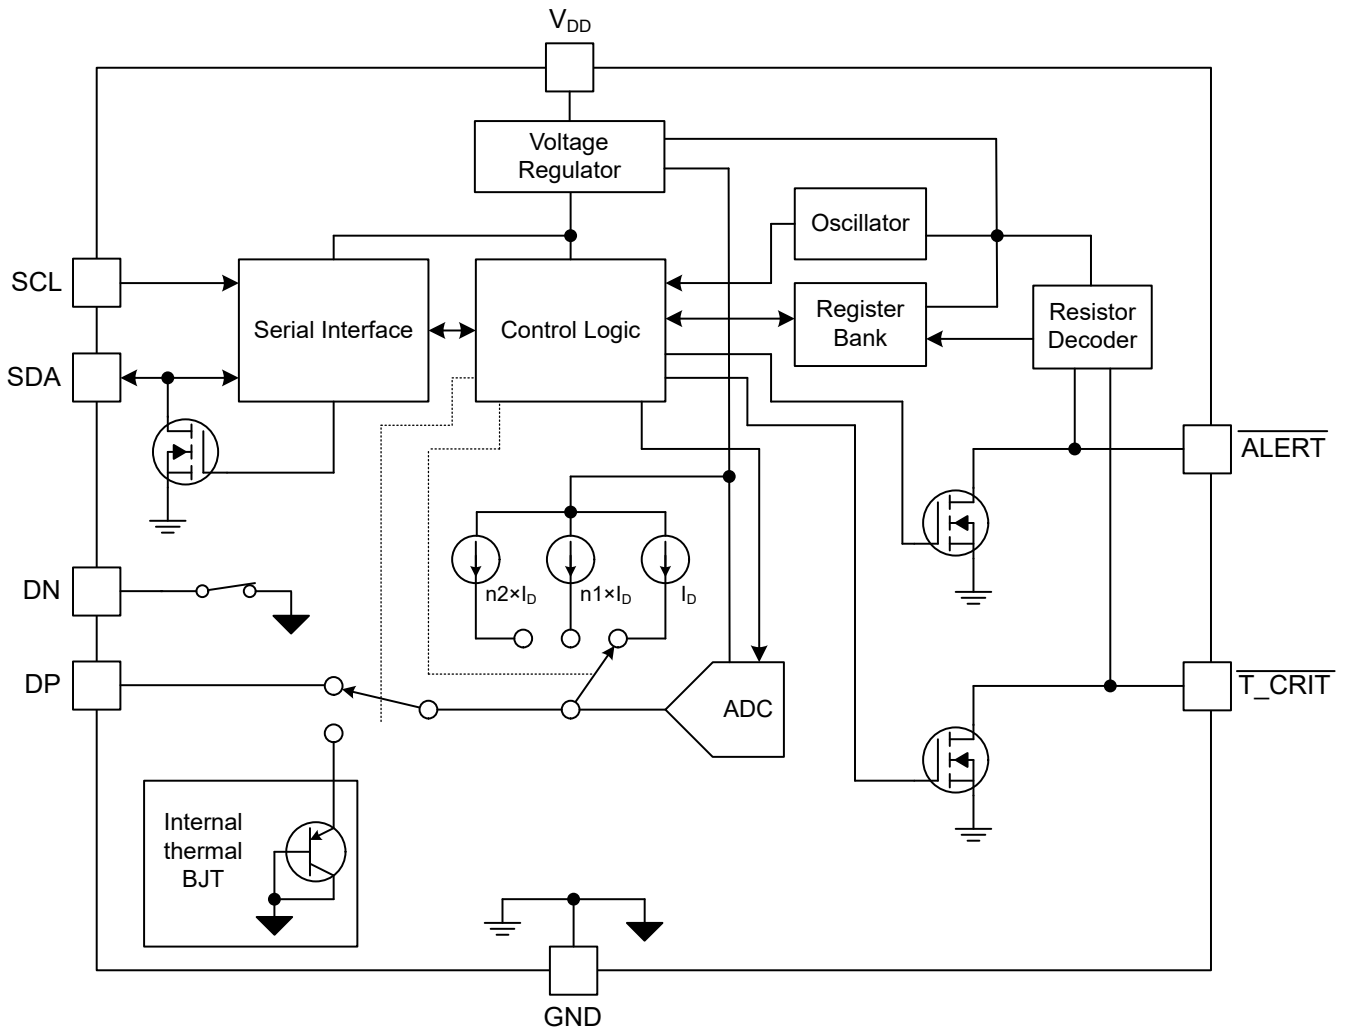 VDD
Voltage
Regulator
Oscillator
SCL
Serial Interface
Control Logic
Register
Bank
Resistor
Decoder
SDA
ALERT
DN
n2×ID
n1×ID
ID
DP
ADC
T_CRIT
Internal
thermal
BJT
GND